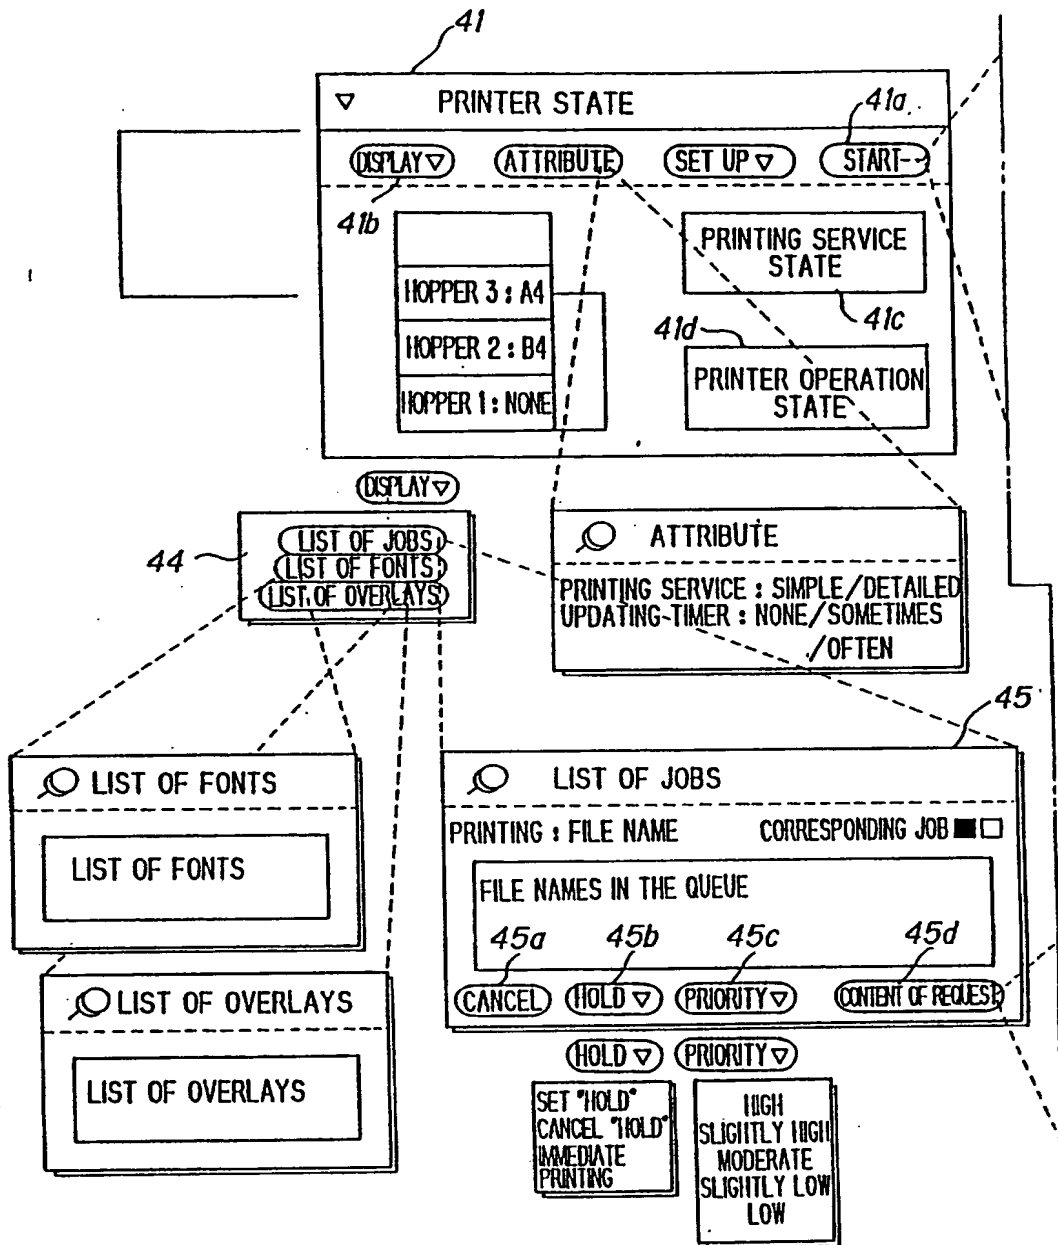 41
▽ PRINTER STATE
41a
DISPLAY ▽ ATTRIBUTE SET UP ▽ START
41b
PRINTING SERVICE
STATE
41c
HOPPER 3 : A4
HOPPER 2 : B4
HOPPER 1 : NONE
41d
PRINTER OPERATION
STATE
DISPLAY ▽
44
LIST OF JOBS
LIST OF FONTS
LIST OF OVERLAYS
ATTRIBUTE
PRINTING SERVICE : SIMPLE/DETAILED
UPDATING-TIMER : NONE/SOMETIMES
/OFTEN
45
LIST OF FONTS
LIST OF FONTS
LIST OF JOBS
PRINTING : FILE NAME CORRESPONDING JOB ■□
FILE NAMES IN THE QUEUE
45a 45b 45c 45d
CANCEL HOLD ▽ PRIORITY ▽ CONTENT OF REQUEST
LIST OF OVERLAYS
LIST OF OVERLAYS
HOLD ▽ PRIORITY ▽
SET "HOLD"
CANCEL "HOLD"
IMMEDIATE
PRINTING
HIGH
SLIGHTLY HIGH
MODERATE
SLIGHTLY LOW
LOW